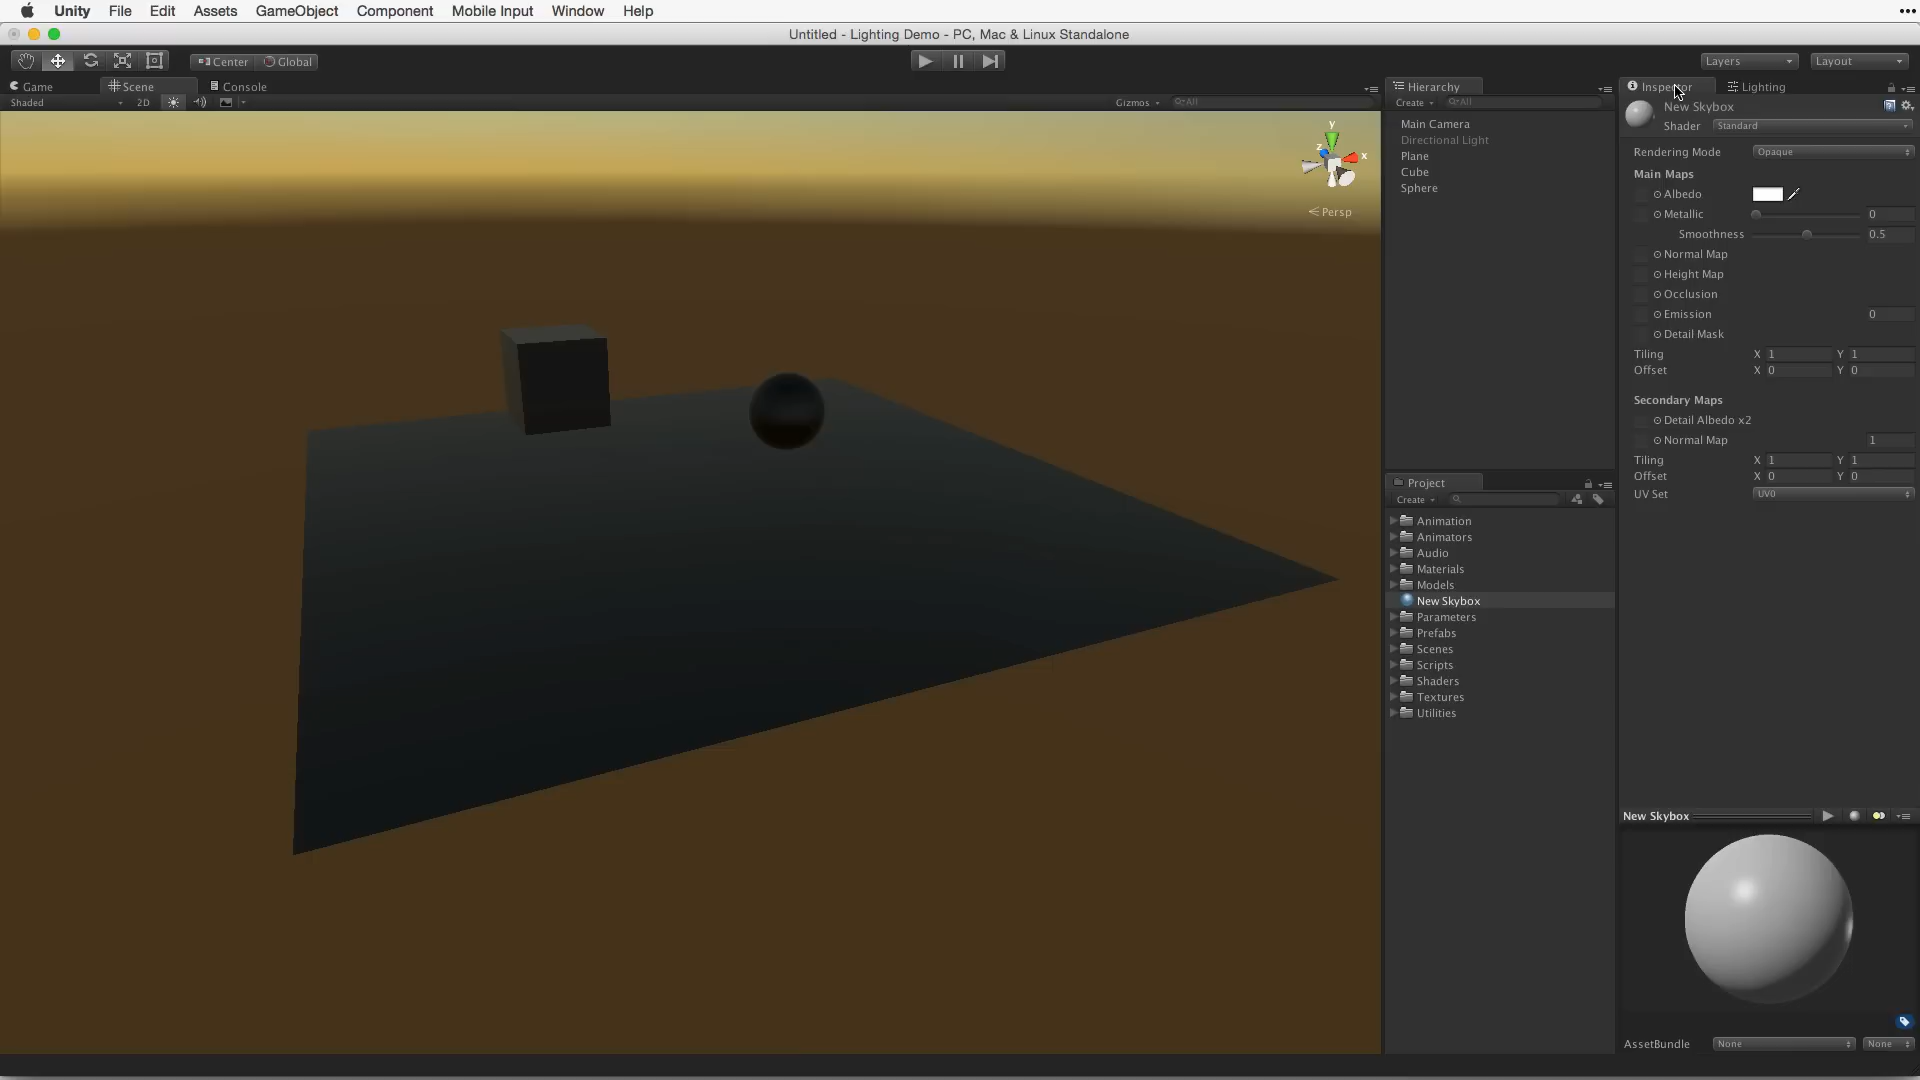 Unity File Edit Assets GameObject Component Mobile Input Window Help
Untitled - Lighting Demo - PC, Mac & Linux Standalone
Center Global Layers Layout
Game Scene Console
Shaded 2D Gizmos All
y
z
x
Persp
Hierarchy
Create All
Main Camera
Directional Light
Plane
Cube
Sphere
Project
Create
Animation
Animators
Audio
Materials
Models
New Skybox
Parameters
Prefabs
Scenes
Scripts
Shaders
Textures
Utilities
Inspector Lighting
New Skybox
Shader Standard
Rendering Mode Opaque
Main Maps
Albedo
Metallic 0
Smoothness 0.5
Normal Map
Height Map
Occlusion
Emission 0
Detail Mask
Tiling X 1 Y 1
Offset X 0 Y 0
Secondary Maps
Detail Albedo x2
Normal Map 1
Tiling X 1 Y 1
Offset X 0 Y 0
UV Set UV0
New Skybox
AssetBundle None None